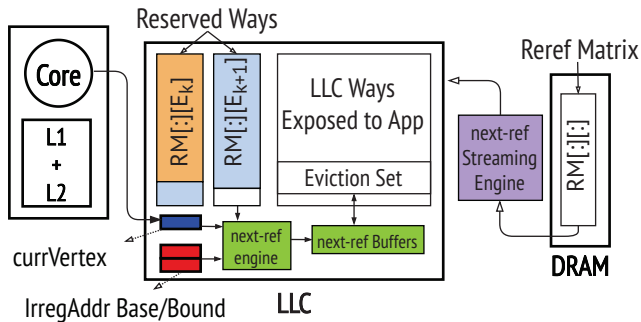 Reserved Ways
Core
L1
+
L2
RM[:][Eₖ]
RM[:][Eₖ₊₁]
LLC Ways
Exposed to App
Eviction Set
next-ref
engine
next-ref Buffers
currVertex
IrregAddr Base/Bound
LLC
next-ref
Streaming
Engine
Reref Matrix
RM[:][:]
DRAM